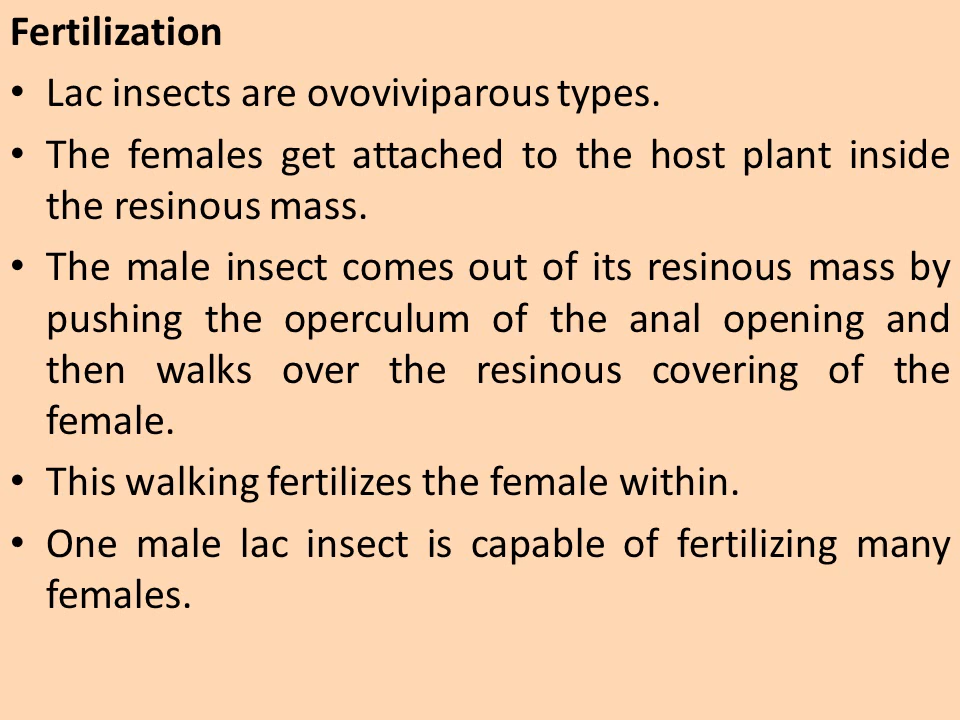 Fertilization
• Lac insects are ovoviviparous types.
• The females get attached to the host plant inside
the resinous mass.
• The male insect comes out of its resinous mass by
pushing the operculum of the anal opening and
then walks over the resinous covering of the
female.
• This walking fertilizes the female within.
• One male lac insect is capable of fertilizing many
females.